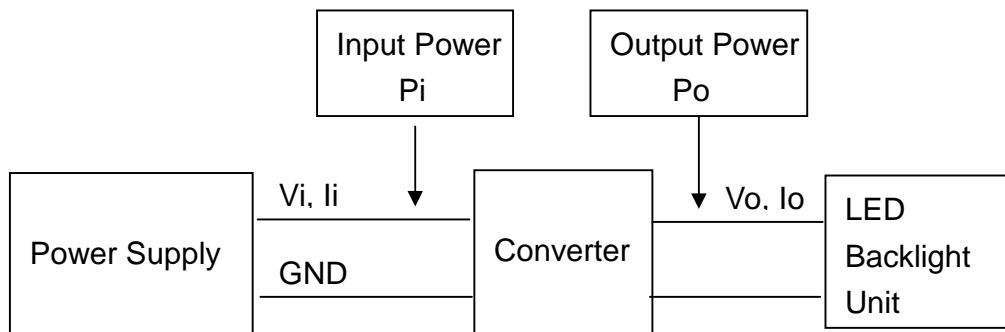 Input Power
Pi
Output Power
Po
Power Supply
Vi, Ii
GND
Converter
Vo, Io
LED
Backlight
Unit